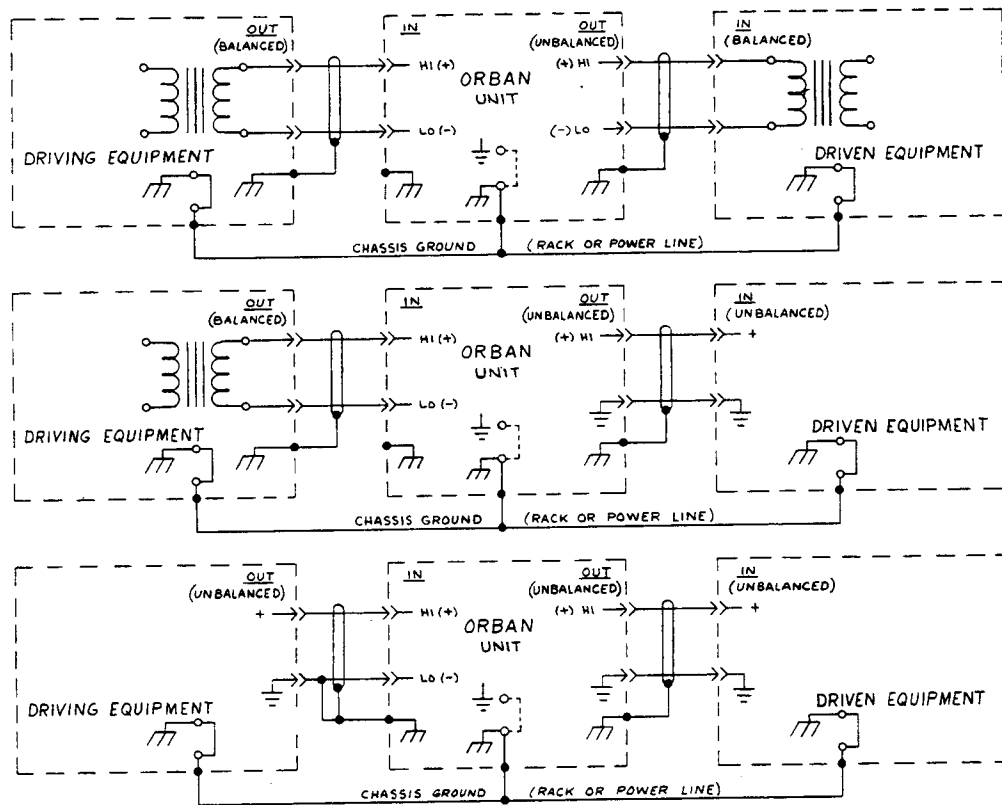 OUT
(BALANCED)
IN
HI (+)
LO (-)
ORBAN
UNIT
OUT
(UNBALANCED)
(+) HI
(-) LO
IN
(BALANCED)
DRIVING EQUIPMENT
DRIVEN EQUIPMENT
CHASSIS GROUND (RACK OR POWER LINE)
OUT
(BALANCED)
IN
HI (+)
LO (-)
ORBAN
UNIT
OUT
(UNBALANCED)
(+) HI
IN
(UNBALANCED)
+
DRIVING EQUIPMENT
DRIVEN EQUIPMENT
CHASSIS GROUND (RACK OR POWER LINE)
OUT
(UNBALANCED)
+
IN
HI (+)
LO (-)
ORBAN
UNIT
OUT
(UNBALANCED)
(+) HI
IN
(UNBALANCED)
+
DRIVING EQUIPMENT
DRIVEN EQUIPMENT
CHASSIS GROUND (RACK OR POWER LINE)